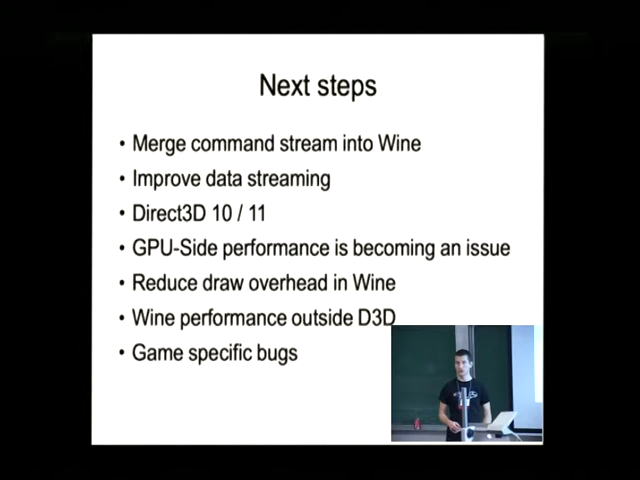 Next steps
• Merge command stream into Wine
• Improve data streaming
• Direct3D 10 / 11
• GPU-Side performance is becoming an issue
• Reduce draw overhead in Wine
• Wine performance outside D3D
• Game specific bugs